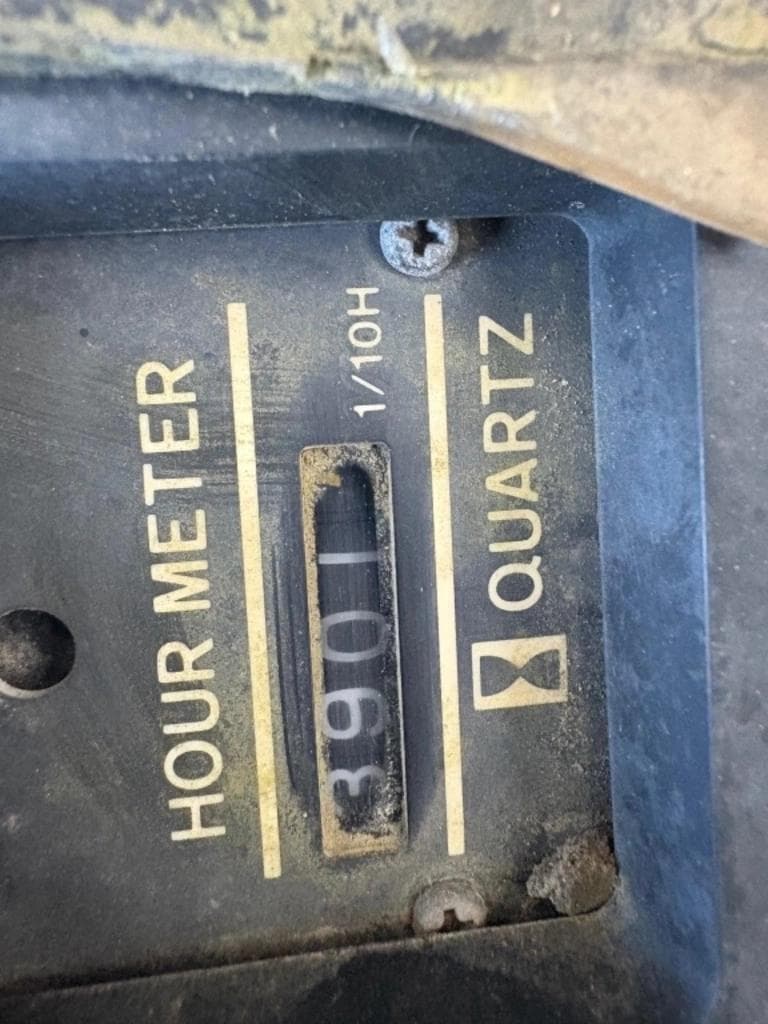 HOUR METER
1/10H
3901
QUARTZ